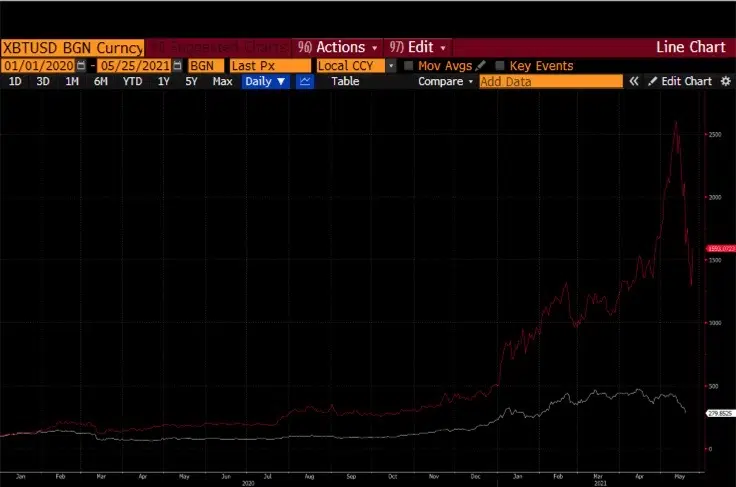 XBTUSD BGN Curncy 96) Actions 97) Edit Line Chart
01/01/2020 - 05/25/2021 BGN Last Px Local CCY Mov Avgs Key Events
1D 3D 1M 6M YTD 1Y 5Y Max Daily ▼ Table Compare Add Data « Edit Chart
2500
2000
1593.0723
1500
1000
500
279.8525
0
Jan Feb Mar Apr May Jun Jul Aug Sep Oct Nov Dec Jan Feb Mar Apr May
2020 2021